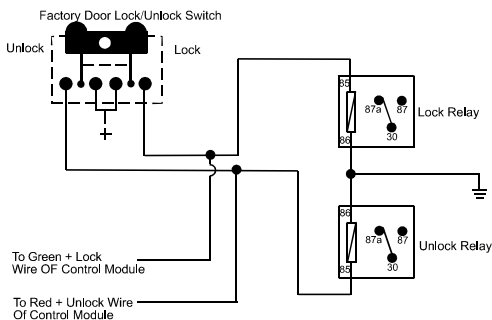 Factory Door Lock/Unlock Switch
Unlock
Lock
+
85
87a
87
30
86
Lock Relay
86
87a
87
30
85
Unlock Relay
To Green + Lock
Wire OF Control Module
To Red + Unlock Wire
Of Control Module